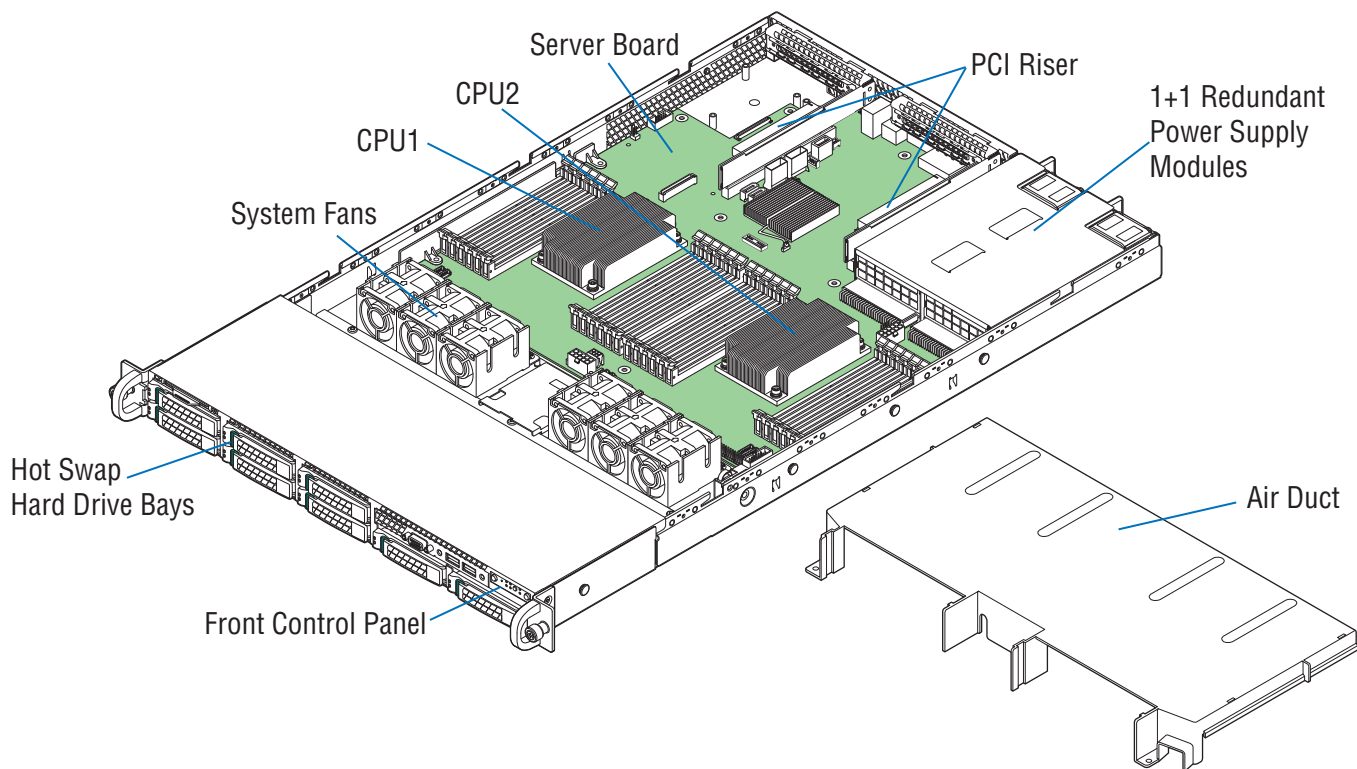 Server Board
PCI Riser
CPU2
1+1 Redundant
Power Supply
Modules
CPU1
System Fans
Hot Swap
Hard Drive Bays
Air Duct
Front Control Panel